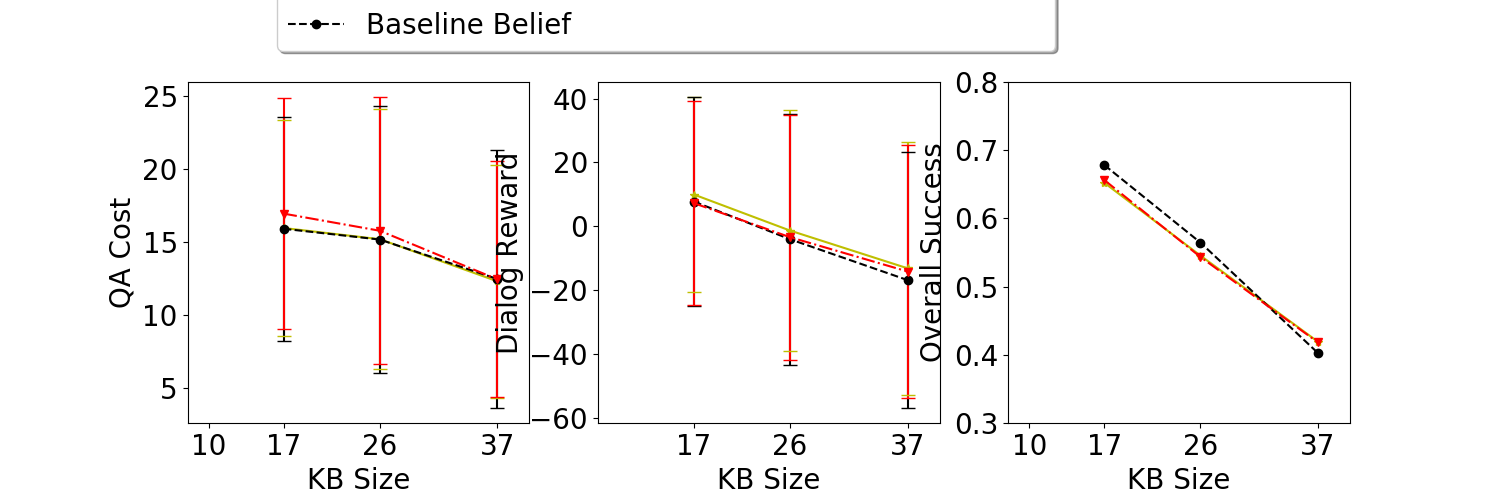 Baseline Belief
QA Cost
25
20
15
10
5
10 17 26 37
KB Size
Dialog Reward
40
20
0
−20
−40
−60
17 26 37
KB Size
Overall Success
0.8
0.7
0.6
0.5
0.4
0.3
10 17 26 37
KB Size